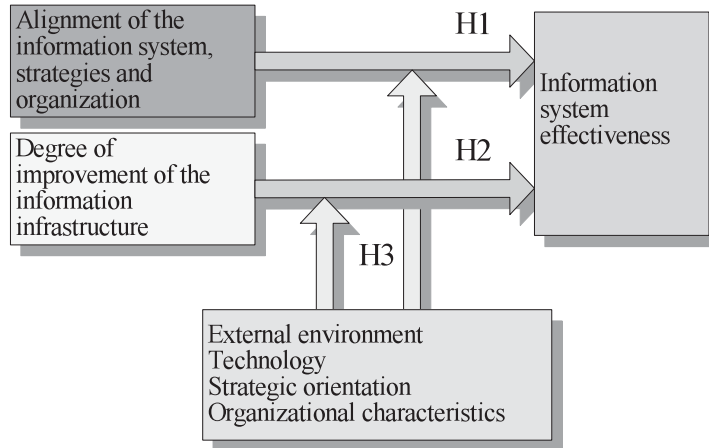 Alignment of the
information system,
strategies and
organization
H1
Information
system
effectiveness
Degree of
improvement of the
information
infrastructure
H2
H3
External environment
Technology
Strategic orientation
Organizational characteristics